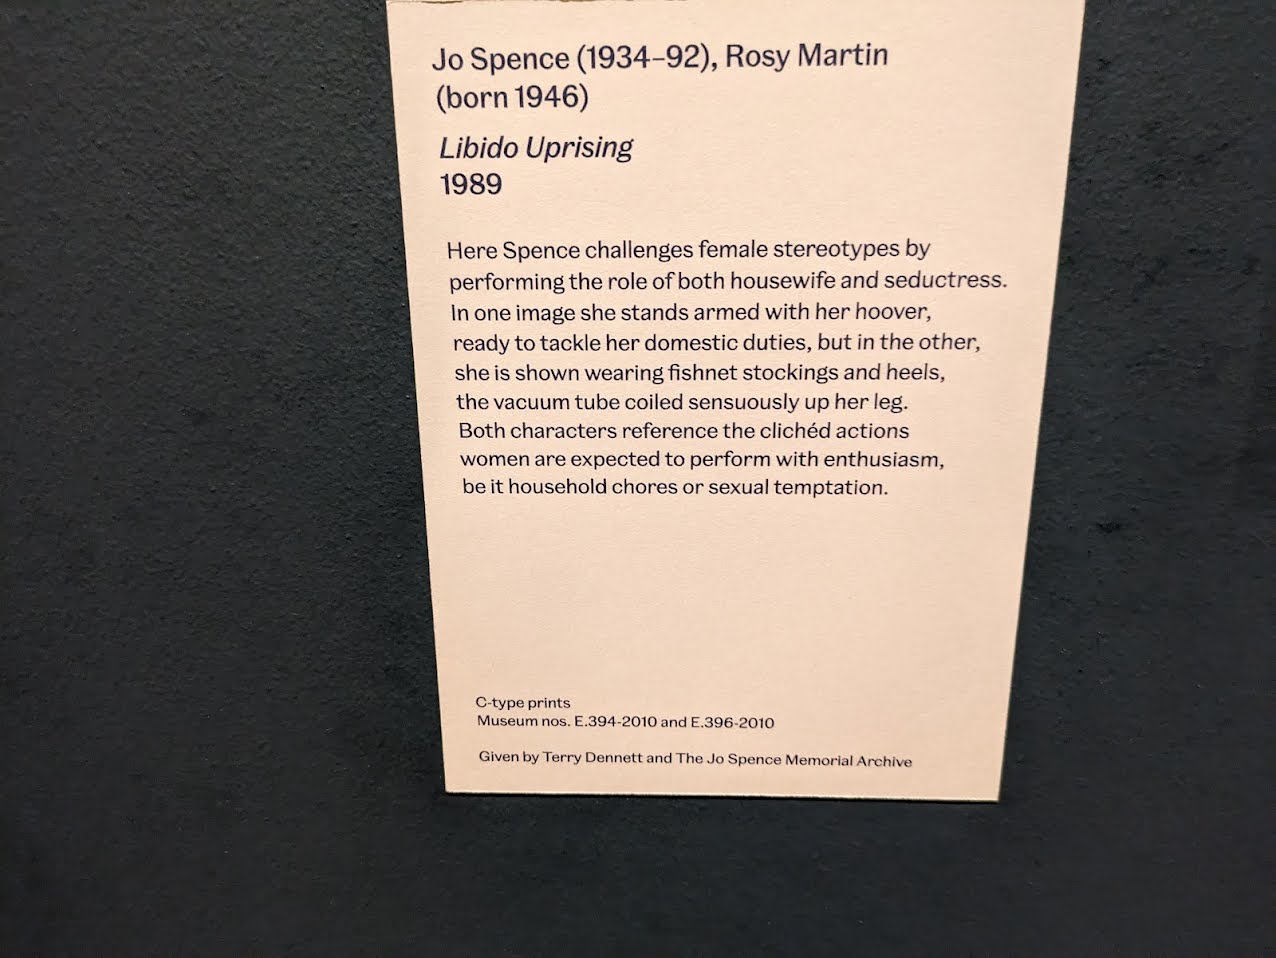 Jo Spence (1934–92), Rosy Martin
(born 1946)
Libido Uprising
1989
Here Spence challenges female stereotypes by
performing the role of both housewife and seductress.
In one image she stands armed with her hoover,
ready to tackle her domestic duties, but in the other,
she is shown wearing fishnet stockings and heels,
the vacuum tube coiled sensuously up her leg.
Both characters reference the clichéd actions
women are expected to perform with enthusiasm,
be it household chores or sexual temptation.
C-type prints
Museum nos. E.394-2010 and E.396-2010
Given by Terry Dennett and The Jo Spence Memorial Archive